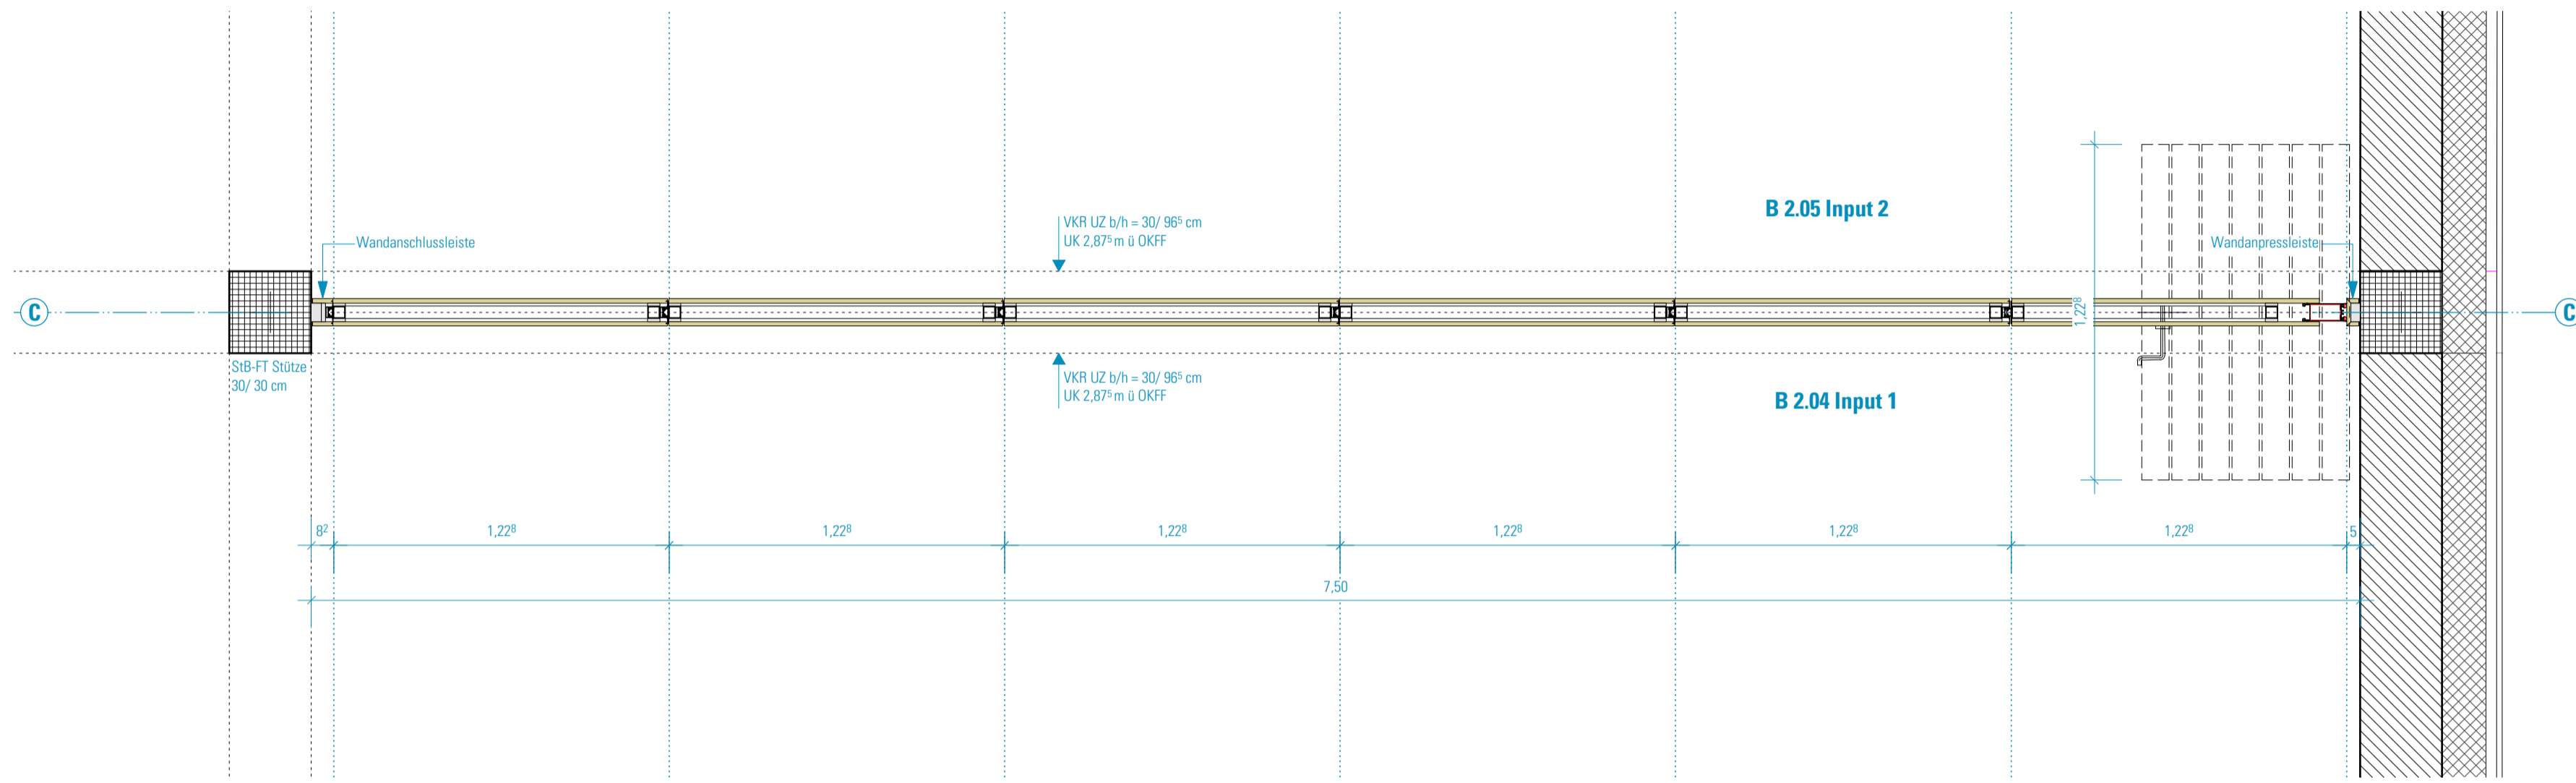 B 2.05 Input 2
VKR UZ b/h = 30/ 96⁵ cm
UK 2,87⁵ m ü OKFF
Wandanschlussleiste
Wandanpressleiste
C
1,22⁸
C
StB-FT Stütze
30/ 30 cm
VKR UZ b/h = 30/ 96⁵ cm
UK 2,87⁵ m ü OKFF
B 2.04 Input 1
8² 1,22⁸ 1,22⁸ 1,22⁸ 1,22⁸ 1,22⁸ 1,22⁸ 5
7,50